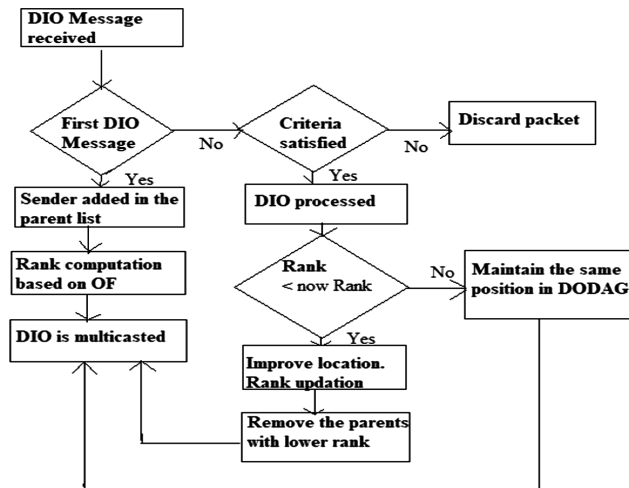 DIO Message
received
First DIO
Message
No
Criteria
satisfied
No
Discard packet
Yes
Sender added in the
parent list
Yes
DIO processed
Rank computation
based on OF
Rank
< now Rank
No
Maintain the same
position in DODAG
DIO is multicasted
Yes
Improve location.
Rank updation
Remove the parents
with lower rank